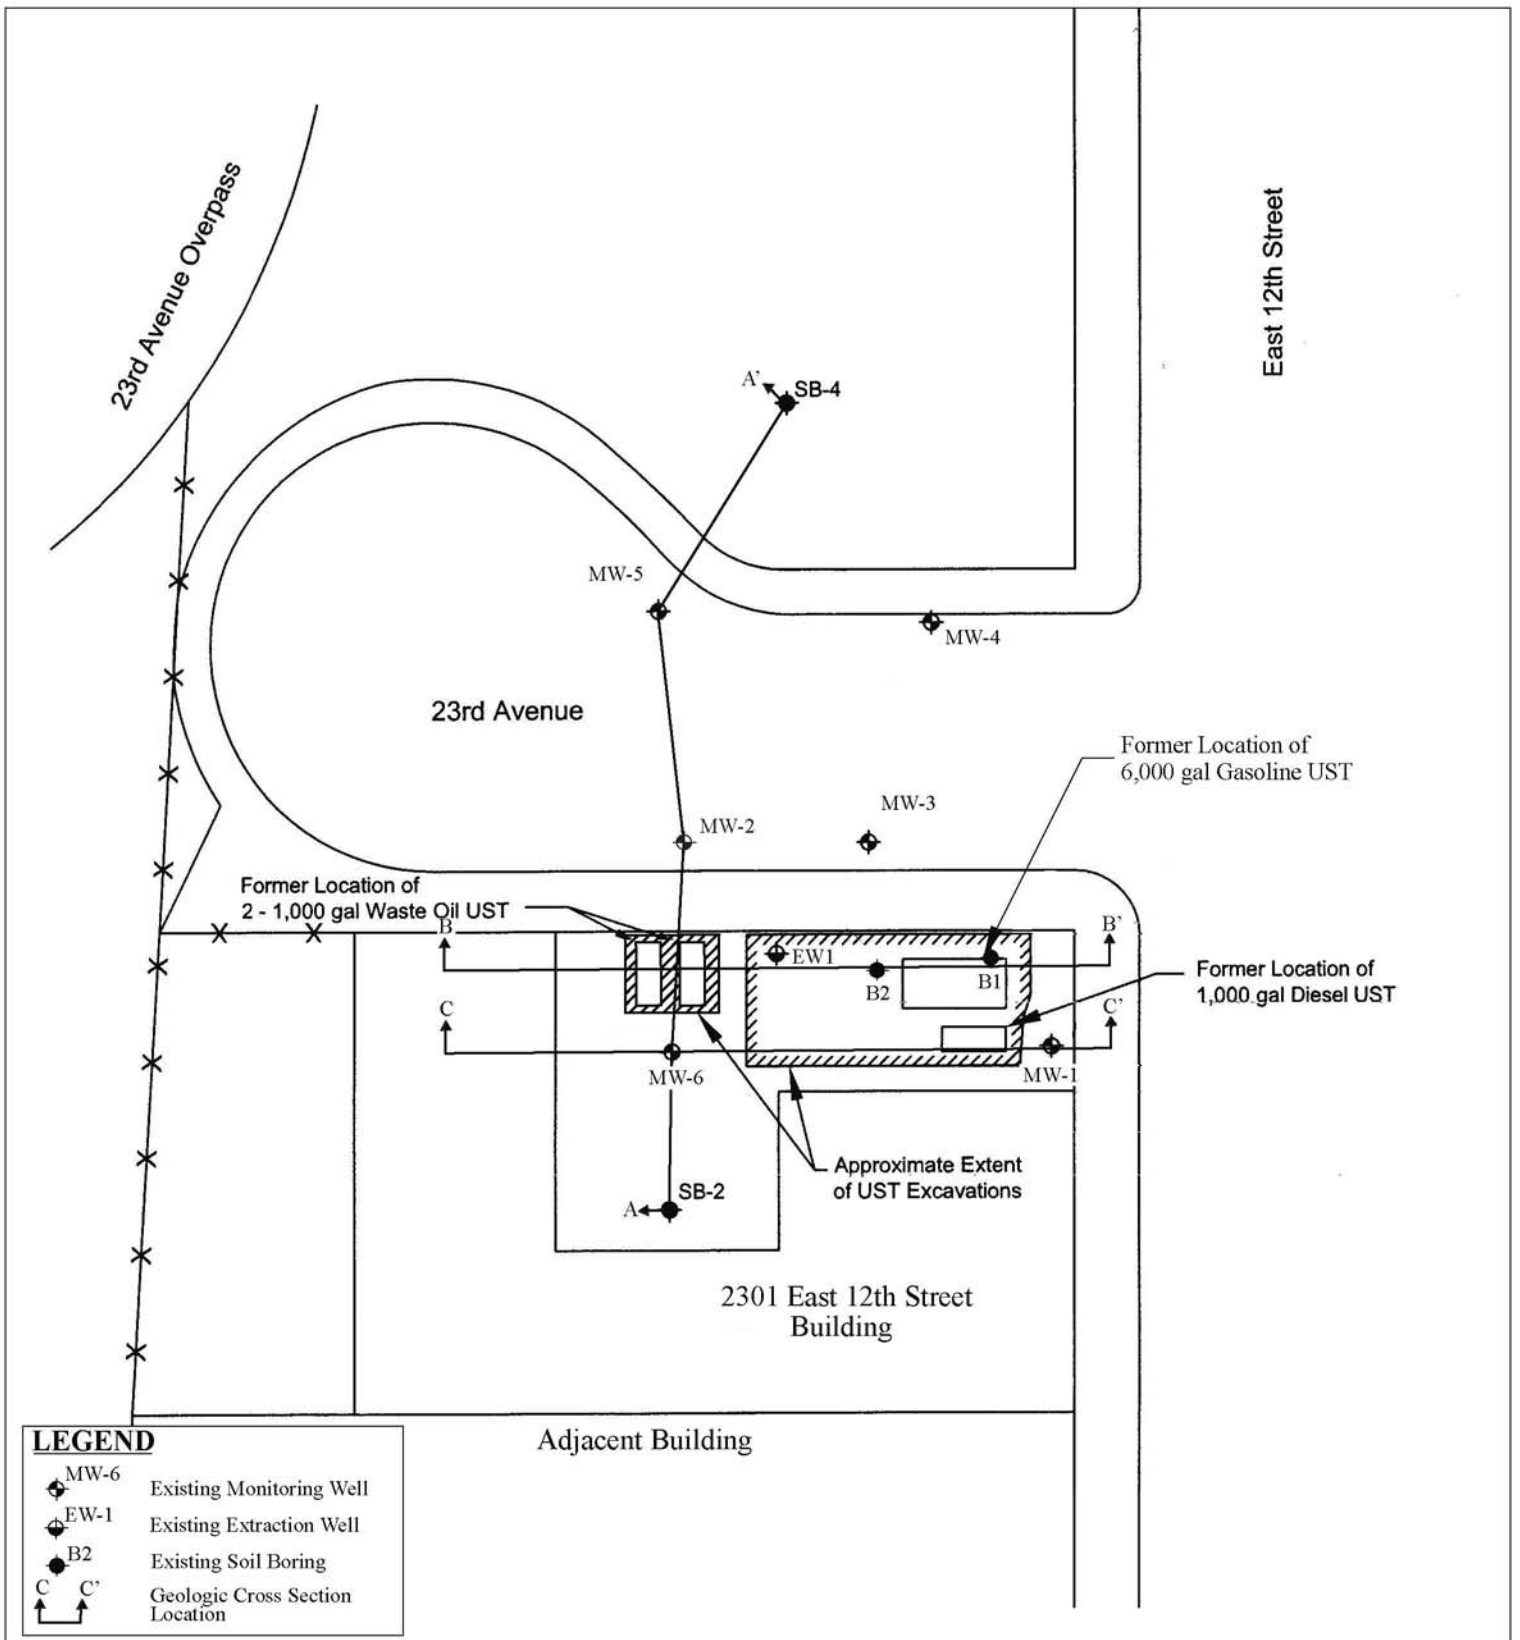 23rd Avenue Overpass
East 12th Street
A'
SB-4
MW-5
MW-4
23rd Avenue
Former Location of
6,000 gal Gasoline UST
MW-3
MW-2
Former Location of
2 - 1,000 gal Waste Oil UST
B
B'
EW1
B2
B1
Former Location of
1,000 gal Diesel UST
C
C'
MW-6
MW-1
Approximate Extent
of UST Excavations
SB-2
A
2301 East 12th Street
Building
Adjacent Building
LEGEND
MW-6
Existing Monitoring Well
EW-1
Existing Extraction Well
B2
Existing Soil Boring
C C'
Geologic Cross Section
Location